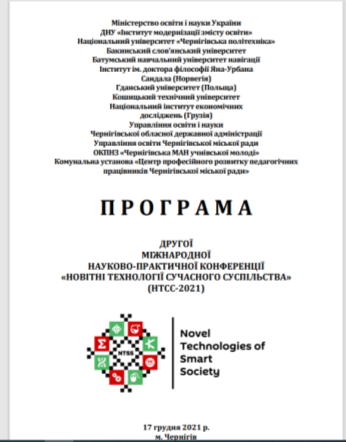 Міністерство освіти і науки України
ДНУ «Інститут модернізації змісту освіти»
Національний університет «Чернігівська політехніка»
Бакинський слов'янський університет
Батумський навчальний університет навігації
Інститут ім. доктора філософії Яна-Урбана
Сандала (Норвегія)
Гданський університет (Польща)
Кошицький технічний університет
Національний інститут економічних
досліджень (Грузія)
Управління освіти і науки
Чернігівської обласної державної адміністрації
Управління освіти Чернігівської міської ради
ОКПНЗ «Чернігівська МАН учнівської молоді»
Комунальна установа «Центр професійного розвитку педагогічних
працівників Чернігівської міської ради»
ПРОГРАМА
ДРУГОЇ
МІЖНАРОДНОЇ
НАУКОВО-ПРАКТИЧНОЇ КОНФЕРЕНЦІЇ
«НОВІТНІ ТЕХНОЛОГІЇ СУЧАСНОГО СУСПІЛЬСТВА»
(НТСС-2021)
NTSS
Novel
Technologies of
Smart
Society
17 грудня 2021 р.
м. Чернігів